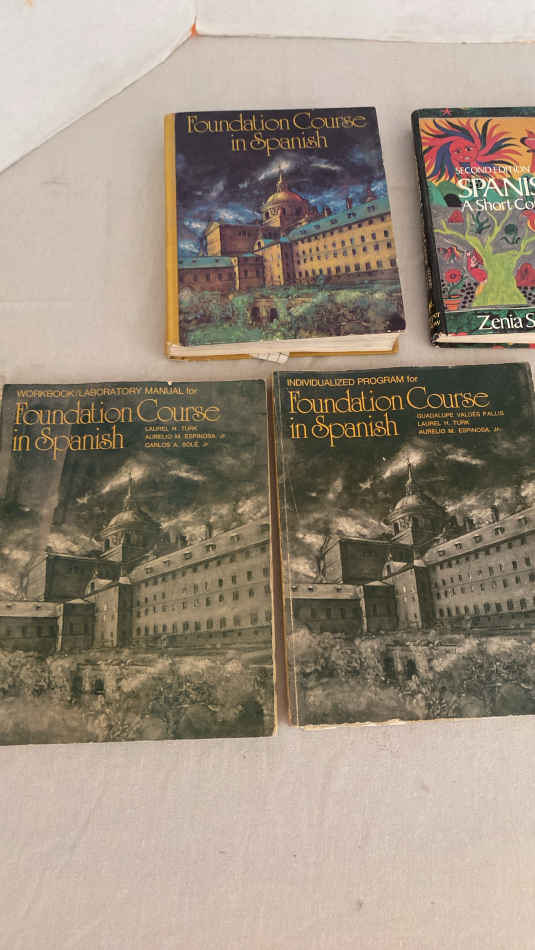 Foundation Course
in Spanish
SECOND EDITION
A Short
Zenia
WORKBOOK/LABORATORY MANUAL for
Foundation Course
in Spanish
LAUREL H. TURK
AURELIO M. ESPINOSA, JR.
CARLOS A. SOLÉ, JR.
INDIVIDUALIZED PROGRAM for
Foundation Course
in Spanish
GUADALUPE VALDÉS FALLIS
LAUREL H. TURK
AURELIO M. ESPINOSA, JR.